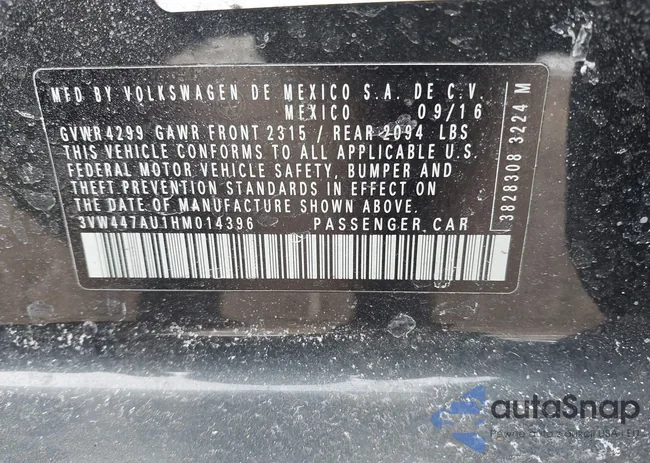 MFD BY VOLKSWAGEN DE MEXICO S.A. DE C.V.
MEXICO 09/16
GVWR4299 GAWR FRONT 2315 / REAR 2094 LBS
THIS VEHICLE CONFORMS TO ALL APPLICABLE U.S.
FEDERAL MOTOR VEHICLE SAFETY, BUMPER AND
THEFT PREVENTION STANDARDS IN EFFECT ON
THE DATE OF MANUFACTURE SHOWN ABOVE.
3VW447AU1HM014396 PASSENGER CAR
3828308 3224 M
autoSnap